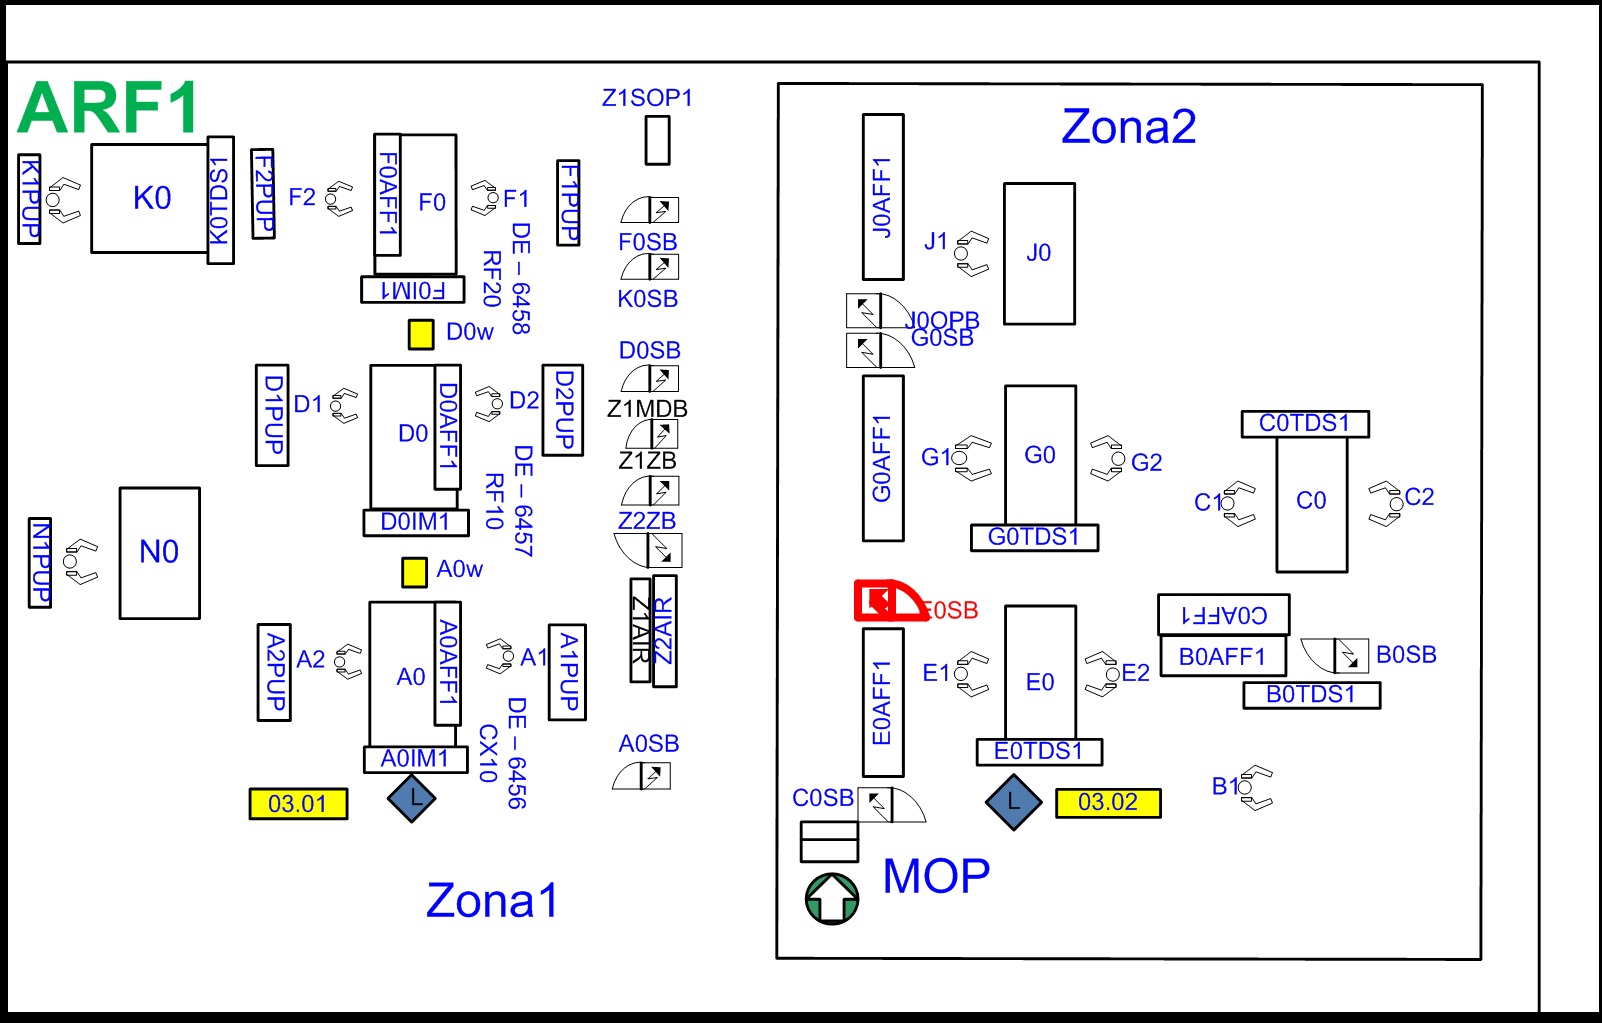 ARF1
Z1SOP1
Zona2
K1PUP
K0
K0TDS1
F2PUP
F2
F0AFF1
F0
F1
F1PUP
F0IM1
DE – 6458
RF20
F0SB
K0SB
D0w
D0SB
Z1MDB
Z1ZB
Z2ZB
D1PUP
D1
D0
D0AFF1
D2
D2PUP
D0IM1
DE – 6457
RF10
N1PUP
N0
A0w
Z1AIR
Z2AIR
A2PUP
A2
A0
A0AFF1
A1
A1PUP
A0IM1
DE – 6456
CX10
A0SB
03.01
L
Zona1
J0AFF1
J1
J0
J0OPB
G0SB
G0AFF1
G1
G0
G2
G0TDS1
C0TDS1
C1
C0
C2
E0SB
E0AFF1
E1
E0
E2
E0TDS1
C0AFF1
B0AFF1
B0SB
B0TDS1
B1
C0SB
L
03.02
MOP